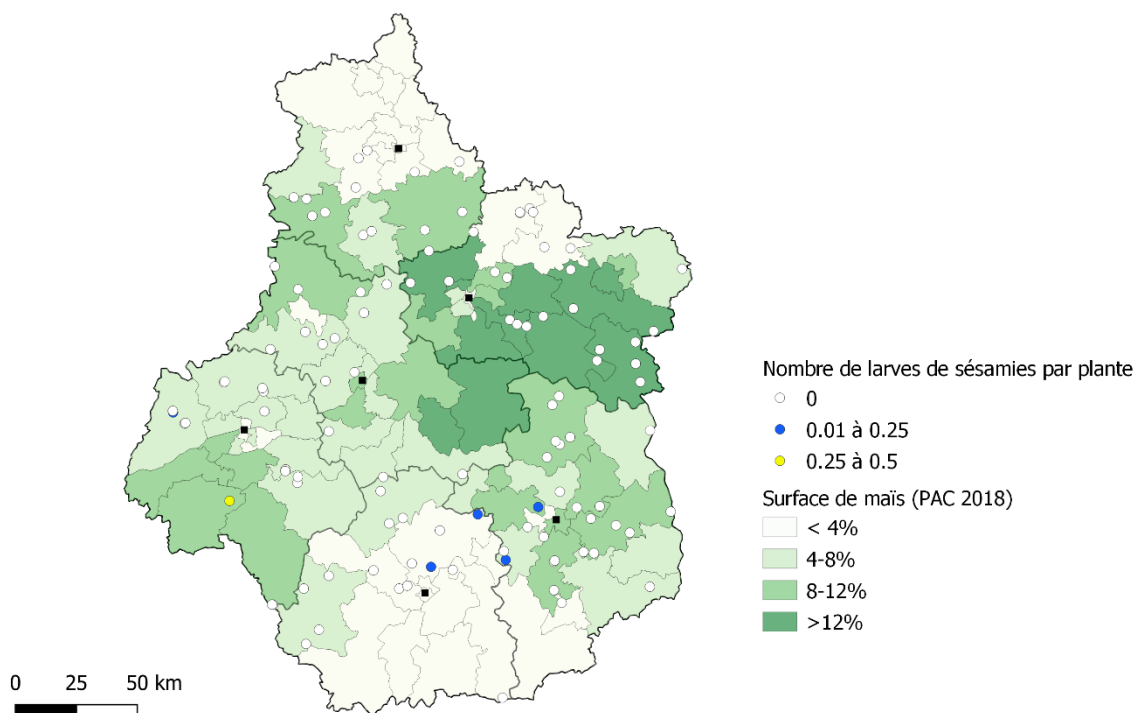 Nombre de larves de sésamies par plante
0
0.01 à 0.25
0.25 à 0.5
Surface de maïs (PAC 2018)
< 4%
4-8%
8-12%
>12%
0 25 50 km